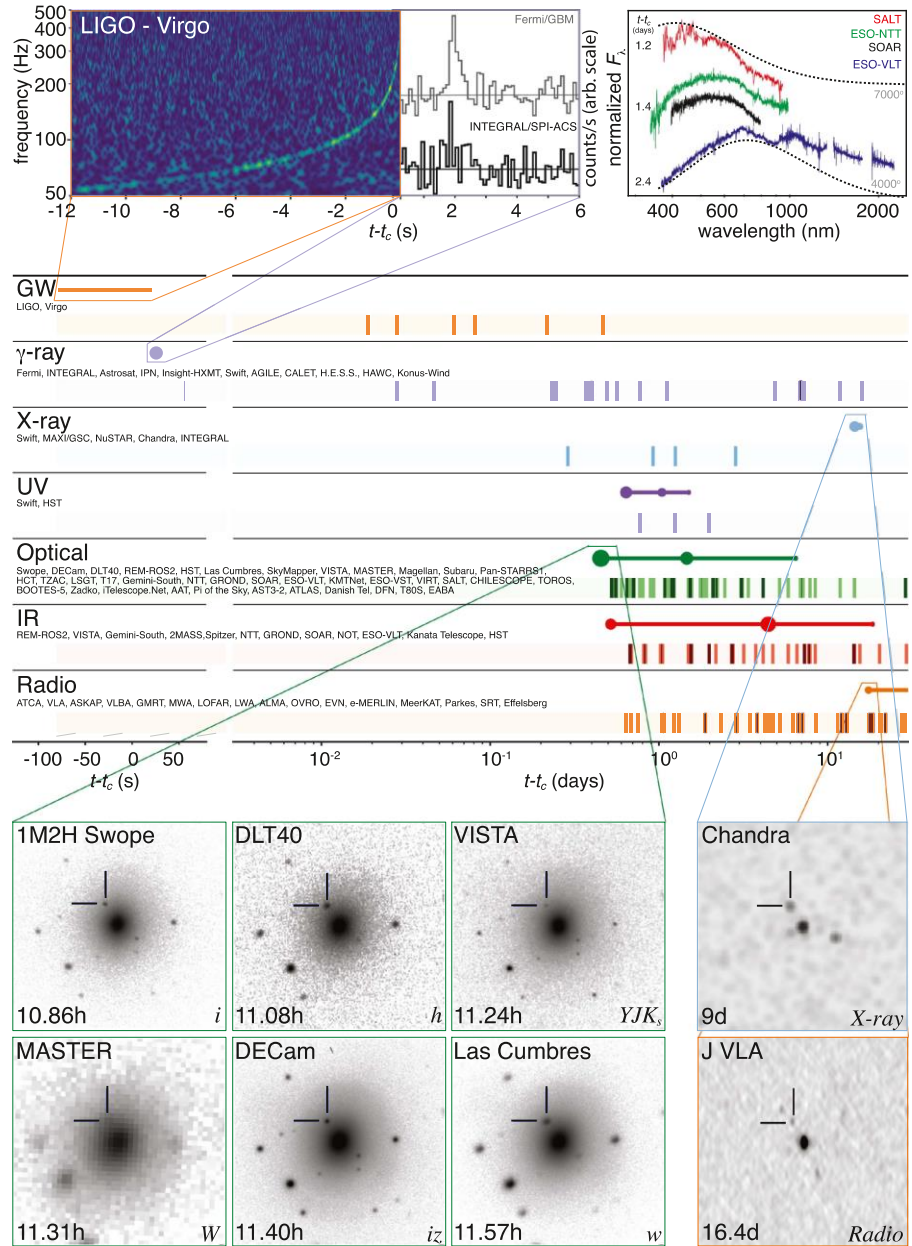 LIGO - Virgo
Fermi/GBM
INTEGRAL/SPI-ACS
frequency (Hz)
500
400
300
200
100
50
-12 -10 -8 -6 -4 -2 0 2 4 6
t-tc (s)
counts/s (arb. scale)
normalized Fλ
t-tc
(days)
1.2
1.4
2.4
SALT
ESO-NTT
SOAR
ESO-VLT
7000°
4000°
400 600 1000 2000
wavelength (nm)
GW
LIGO, Virgo
γ-ray
Fermi, INTEGRAL, Astrosat, IPN, Insight-HXMT, Swift, AGILE, CALET, H.E.S.S., HAWC, Konus-Wind
X-ray
Swift, MAXI/GSC, NuSTAR, Chandra, INTEGRAL
UV
Swift, HST
Optical
Swope, DECam, DLT40, REM-ROS2, HST, Las Cumbres, SkyMapper, VISTA, MASTER, Magellan, Subaru, Pan-STARRS1,
HCT, TZAC, LSGT, T17, Gemini-South, NTT, GROND, SOAR, ESO-VLT, KMTNet, ESO-VST, VIRT, SALT, CHILESCOPE, TOROS,
BOOTES-5, Zadko, iTelescope.Net, AAT, Pi of the Sky, AST3-2, ATLAS, Danish Tel, DFN, T80S, EABA
IR
REM-ROS2, VISTA, Gemini-South, 2MASS,Spitzer, NTT, GROND, SOAR, NOT, ESO-VLT, Kanata Telescope, HST
Radio
ATCA, VLA, ASKAP, VLBA, GMRT, MWA, LOFAR, LWA, ALMA, OVRO, EVN, e-MERLIN, MeerKAT, Parkes, SRT, Effelsberg
-100 -50 0 50 10⁻² 10⁻¹ 10⁰ 10¹
t-tc (s)
t-tc (days)
1M2H Swope
10.86h
i
DLT40
11.08h
h
VISTA
11.24h
YJKs
Chandra
9d
X-ray
MASTER
11.31h
W
DECam
11.40h
iz
Las Cumbres
11.57h
w
J VLA
16.4d
Radio